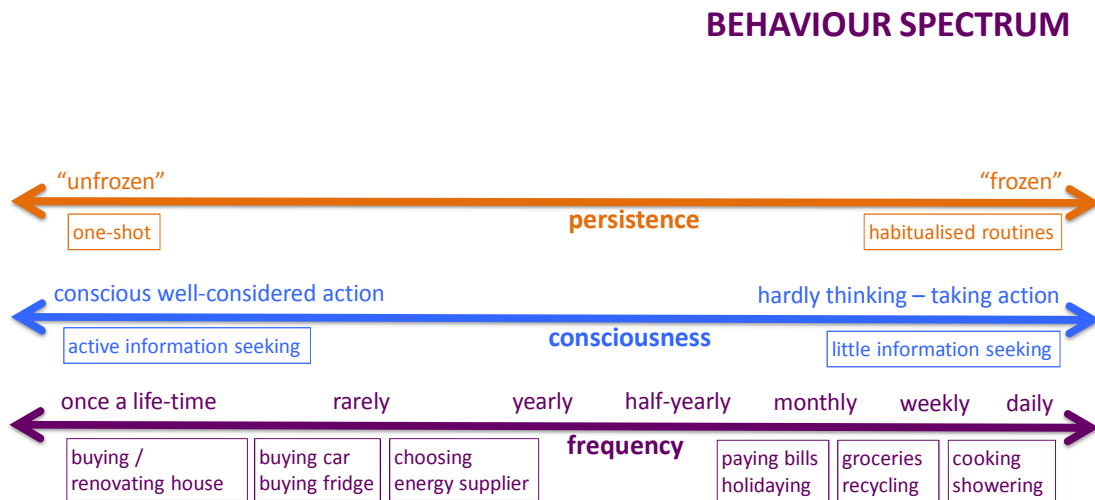 BEHAVIOUR SPECTRUM
“unfrozen”
“frozen”
persistence
one-shot
habitualised routines
conscious well-considered action
hardly thinking – taking action
consciousness
active information seeking
little information seeking
once a life-time
rarely
yearly
half-yearly
monthly
weekly
daily
frequency
buying /
renovating house
buying car
buying fridge
choosing
energy supplier
paying bills
holidaying
groceries
recycling
cooking
showering